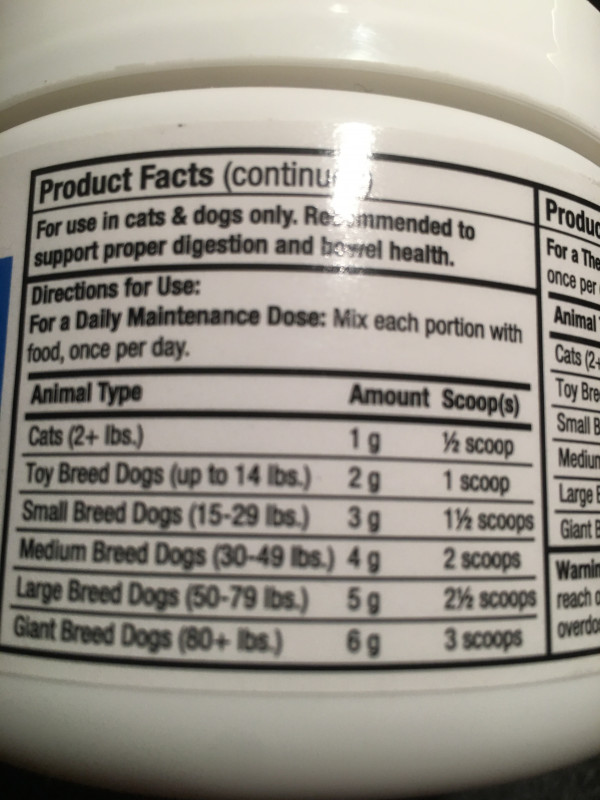 Product Facts (continu
For use in cats & dogs only. Recommended to
support proper digestion and bowel health.
Directions for Use:
For a Daily Maintenance Dose: Mix each portion with
food, once per day.
Animal Type Amount Scoop(s)
Cats (2+ lbs.) 1 g ½ scoop
Toy Breed Dogs (up to 14 lbs.) 2 g 1 scoop
Small Breed Dogs (15-29 lbs.) 3 g 1½ scoops
Medium Breed Dogs (30-49 lbs.) 4 g 2 scoops
Large Breed Dogs (50-79 lbs.) 5 g 2½ scoops
Giant Breed Dogs (80+ lbs.) 6 g 3 scoops
Produc
For a The
once per
Animal
Cats (2+
Toy Bre
Small B
Medium
Large B
Giant B
Warnin
reach o
overdos